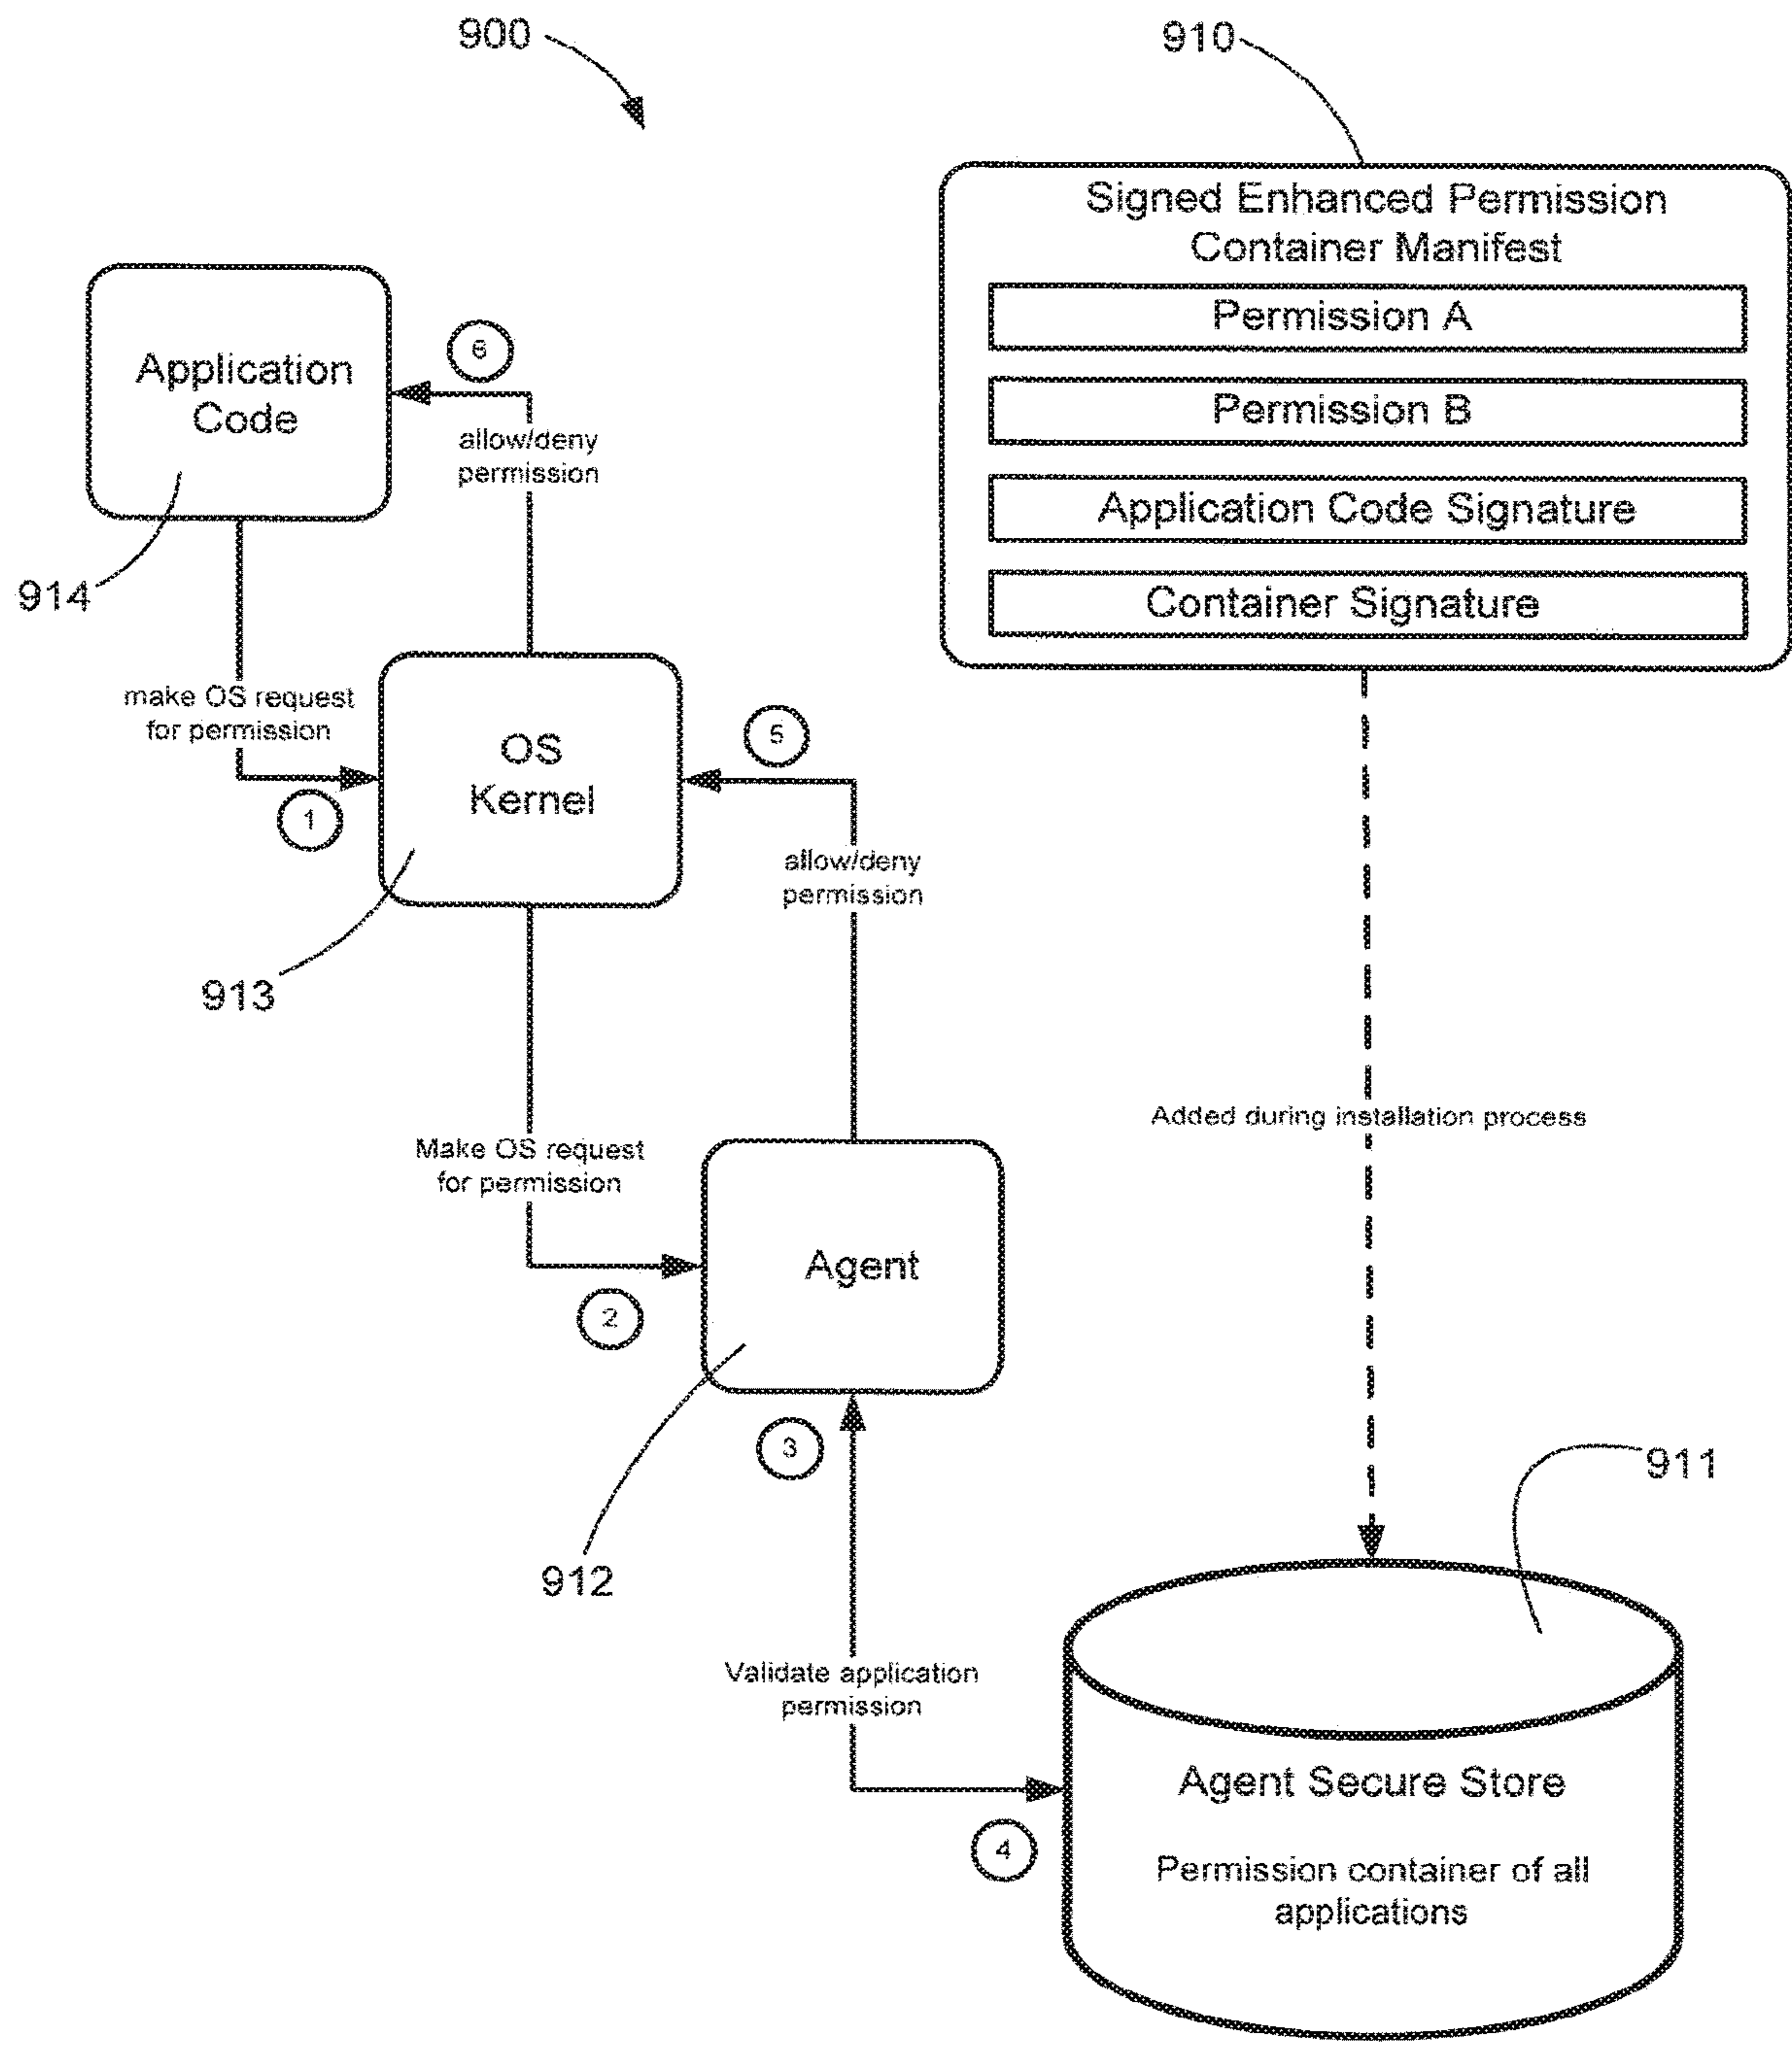 900
910
Signed Enhanced Permission
Container Manifest
Permission A
Permission B
Application Code Signature
Container Signature
Application
Code
6
allow/deny
permission
914
make OS request
for permission
1
OS
Kernel
5
allow/deny
permission
913
Make OS request
for permission
2
Agent
Added during installation process
3
912
911
Validate application
permission
4
Agent Secure Store
Permission container of all
applications